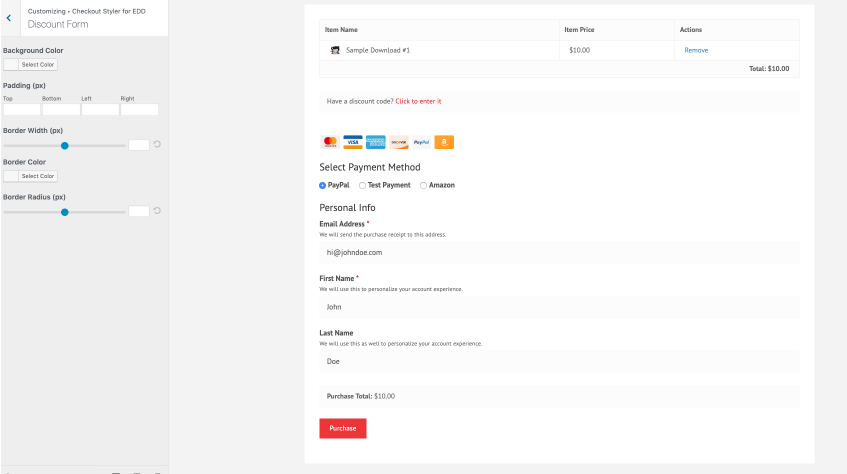 Customizing • Checkout Styler for EDD
Discount Form
Background Color
Select Color
Padding (px)
Top Bottom Left Right
Border Width (px)
Border Color
Select Color
Border Radius (px)
Item Name Item Price Actions
Sample Download #1 $10.00 Remove
Total: $10.00
Have a discount code? Click to enter it
VISA DISCOVER PayPal
Select Payment Method
PayPal Test Payment Amazon
Personal Info
Email Address *
We will send the purchase receipt to this address.
hi@johndoe.com
First Name *
We will use this to personalize your account experience.
John
Last Name
We will use this as well to personalize your account experience.
Doe
Purchase Total: $10.00
Purchase